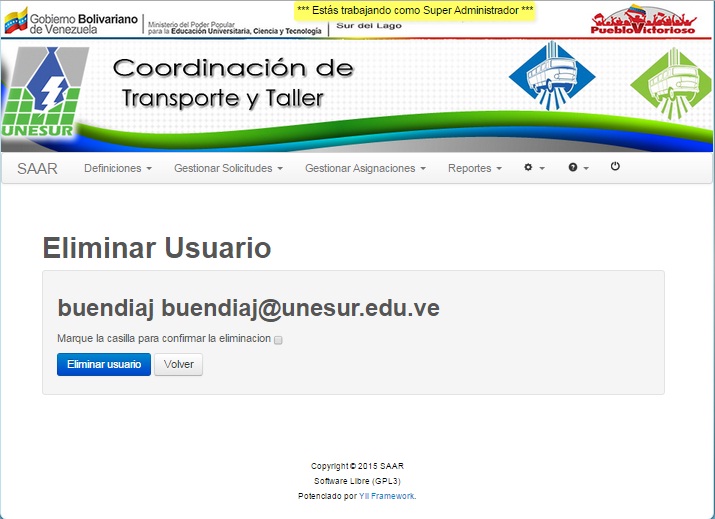 *** Estás trabajando como Super Administrador ***
Gobierno Bolivariano
de Venezuela
Ministerio del Poder Popular
para la Educación Universitaria, Ciencia y Tecnología
Sur del Lago
PuebloVictorioso
Coordinación de
Transporte y Taller
UNESUR
SAAR Definiciones Gestionar Solicitudes Gestionar Asignaciones Reportes
Eliminar Usuario
buendiaj buendiaj@unesur.edu.ve
Marque la casilla para confirmar la eliminacion
Eliminar usuario Volver
Copyright © 2015 SAAR
Software Libre (GPL3)
Potenciado por Yii Framework.